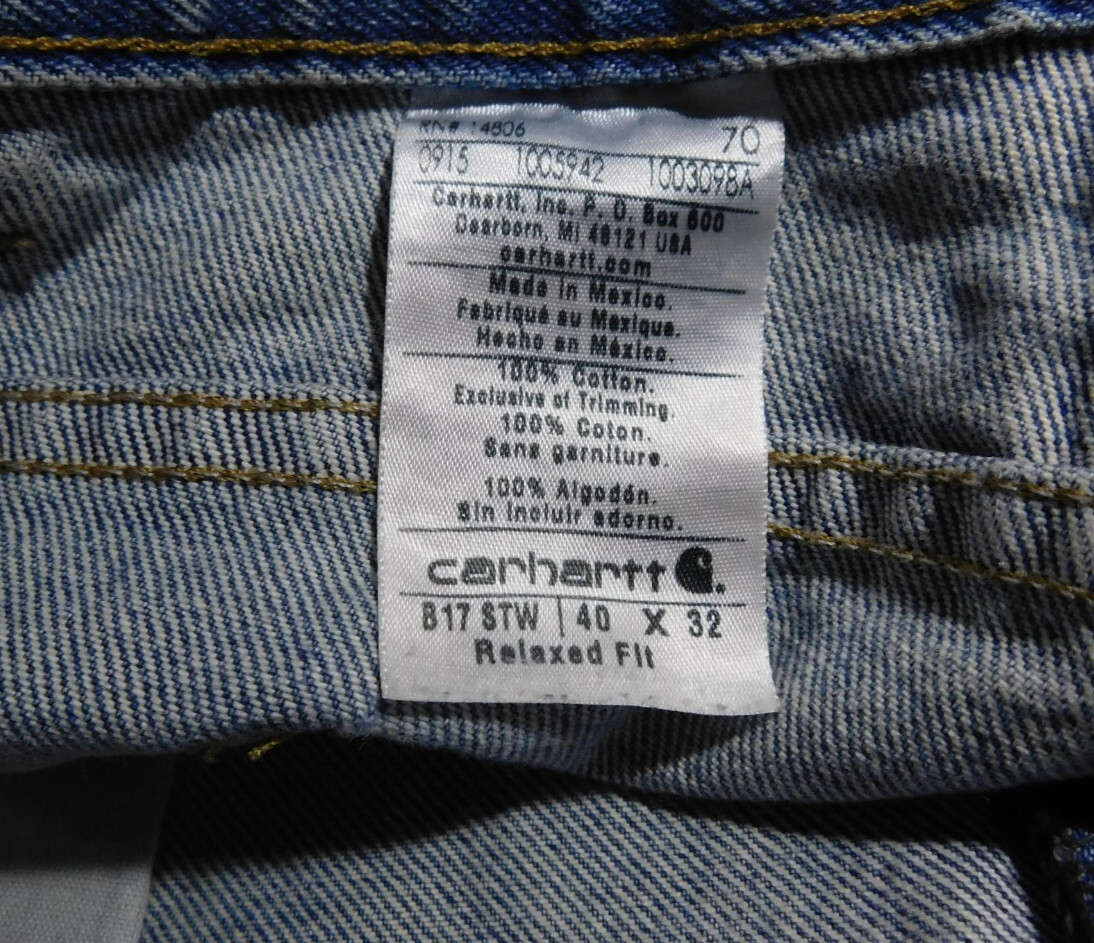 RN# 14806 70
0915 1005942 1003098A
Carhartt, Inc. P. O. Box 600
Dearborn, MI 48121 USA
carhartt.com
Made in Mexico.
Fabriqué au Mexique.
Hecho en México.
100% Cotton.
Exclusive of Trimming.
100% Coton.
Sans garniture.
100% Algodón.
Sin incluir adorno.
carhartt
B17 STW | 40 X 32
Relaxed Fit